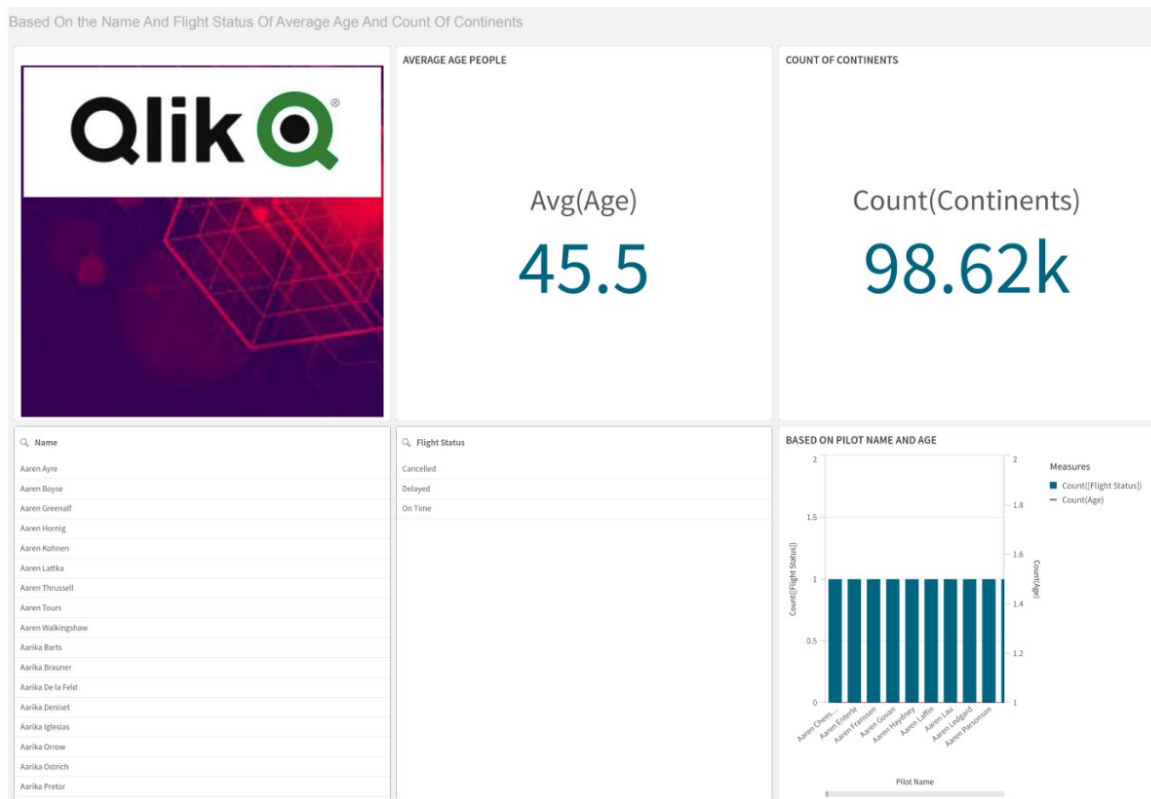 Based On the Name And Flight Status Of Average Age And Count Of Continents
Qlik
®
AVERAGE AGE PEOPLE
Avg(Age)
45.5
COUNT OF CONTINENTS
Count(Continents)
98.62k
Name
Aaren Ayre
Aaren Boyse
Aaren Greenalf
Aaren Hornig
Aaren Kohnen
Aaren Lattka
Aaren Thrussell
Aaren Tours
Aaren Walkingshaw
Aarika Barts
Aarika Brauner
Aarika De la Feld
Aarika Deniset
Aarika Iglesias
Aarika Orrow
Aarika Ostrich
Aarika Pretor
Flight Status
Cancelled
Delayed
On Time
BASED ON PILOT NAME AND AGE
2
1.5
1
0.5
0
Count([Flight Status])
2
1.8
1.6
1.4
1.2
1
Count(Age)
Measures
Count([Flight Status])
Count(Age)
Aaren Chees...
Aaren Enterle
Aaren Franssen
Aaren Govan
Aaren Haydney
Aaren Laffin
Aaren Lau
Aaren Ledgard
Aaren Parsonson
Pilot Name